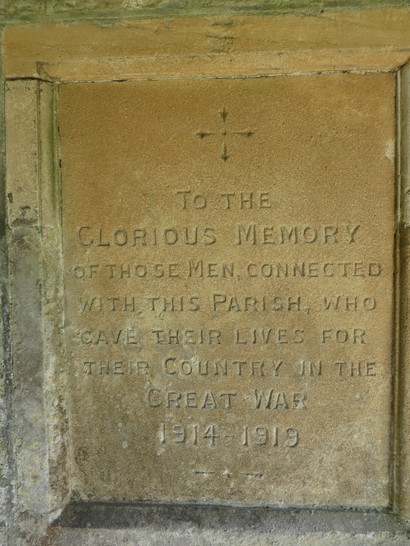 To the
Glorious Memory
of those Men, connected
with this Parish, who
gave their lives for
their Country in the
Great War
1914-1919